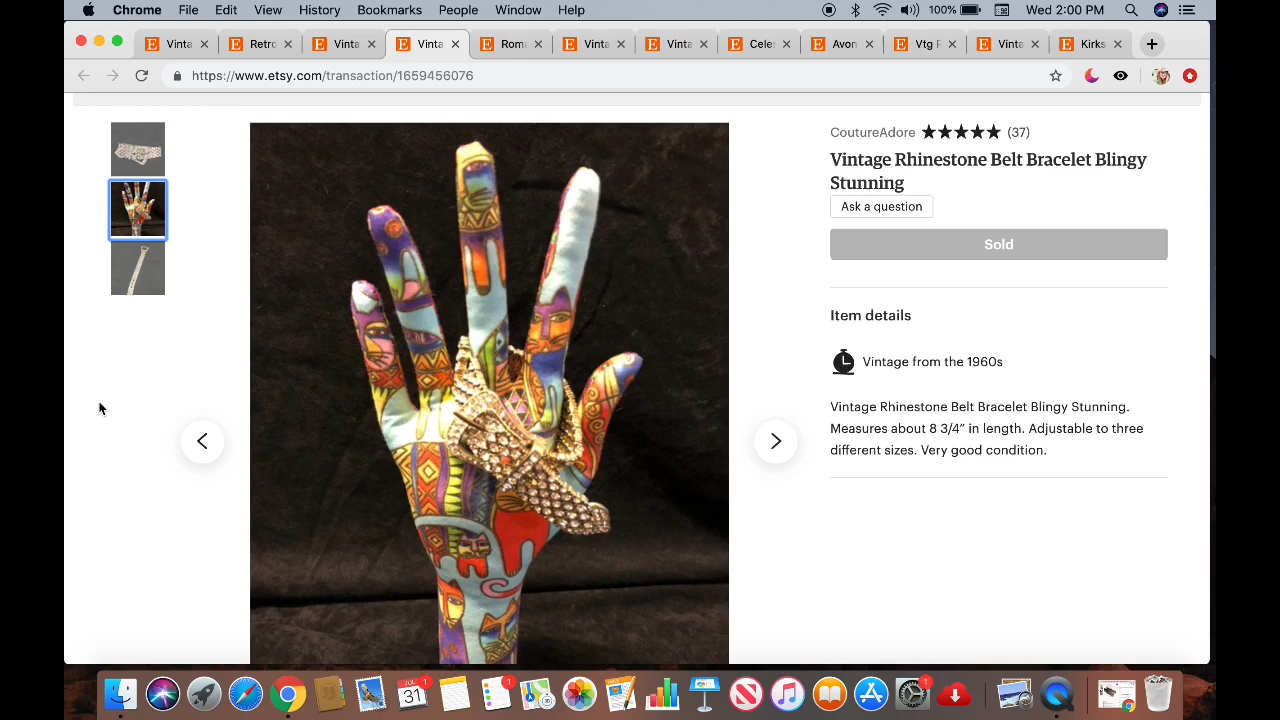 Chrome File Edit View History Bookmarks People Window Help 100% Wed 2:00 PM
Vinta Retro Vinta Vinta Rom Vinta Vinta Cele Avon Vtg Vinta Kirks
https://www.etsy.com/transaction/1659456076
CoutureAdore (37)
Vintage Rhinestone Belt Bracelet Blingy
Stunning
Ask a question
Sold
Item details
Vintage from the 1960s
Vintage Rhinestone Belt Bracelet Blingy Stunning.
Measures about 8 3/4” in length. Adjustable to three
different sizes. Very good condition.
JUL 1 1 1
31